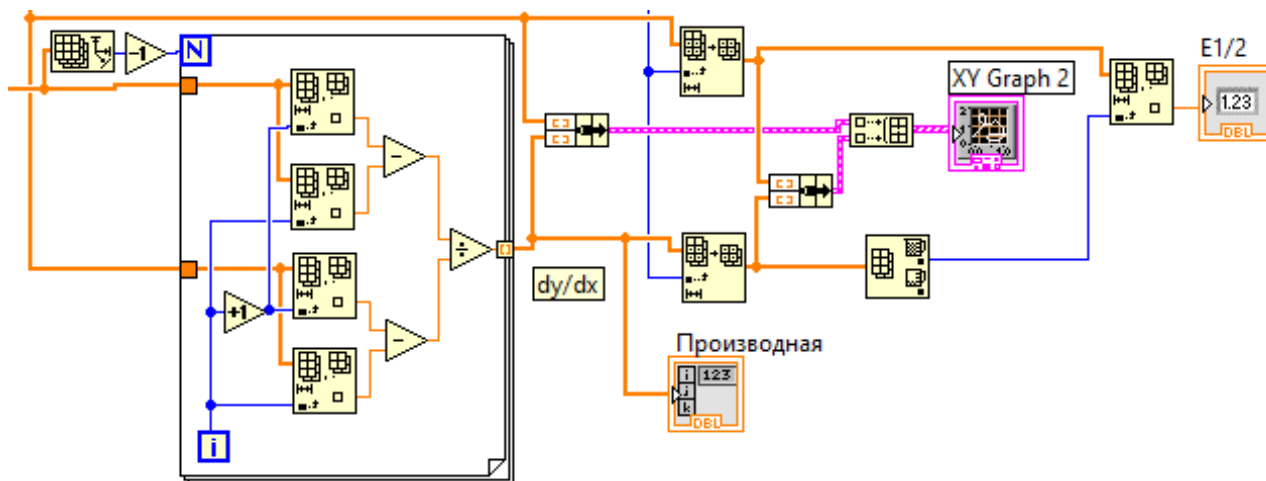 E1/2
XY Graph 2
-1
N
1.23
DBL
dy/dx
+1
Производная
i
123
j
k
DBL
i